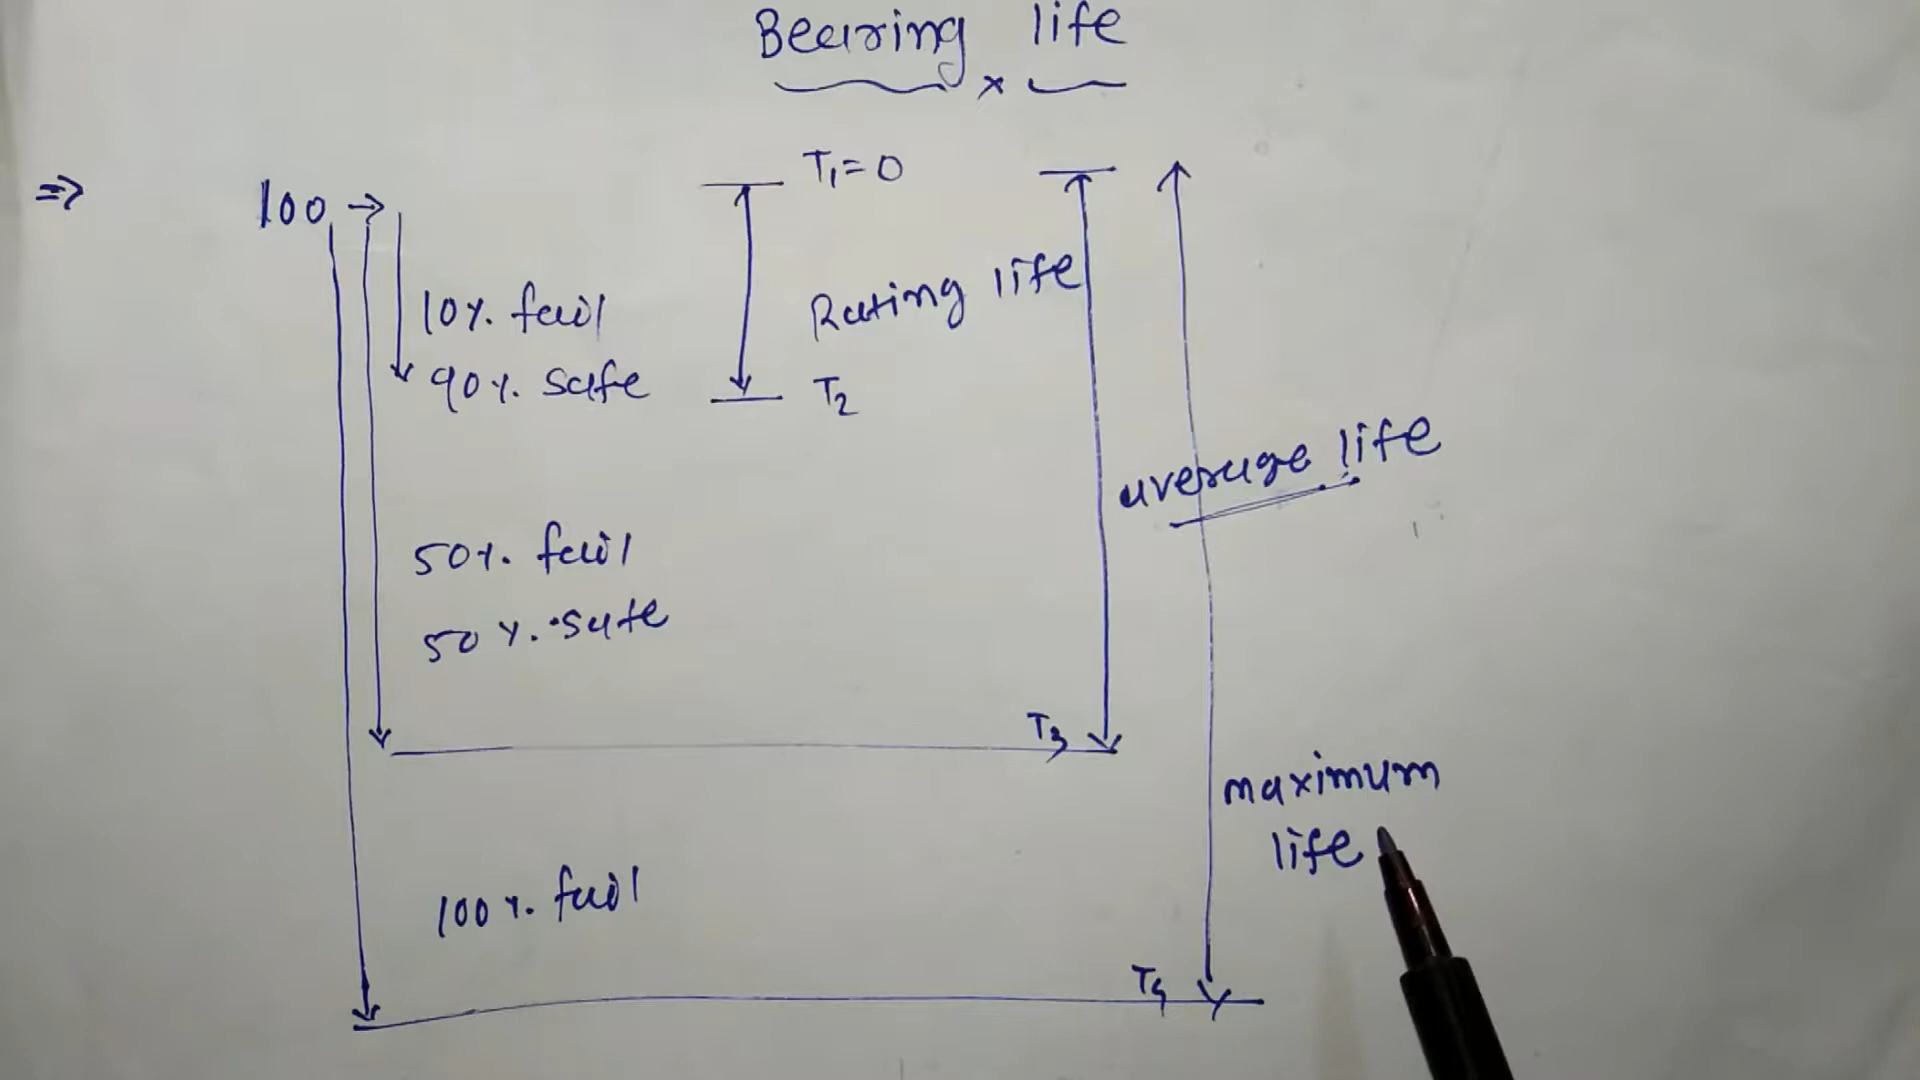 Bearing life
x
T1=0
⇒ 100 →
10%. fail
Rating life
90%. safe
T2
average life
50%. fail
50%. safe
T3
maximum
life
100%. fail
T4